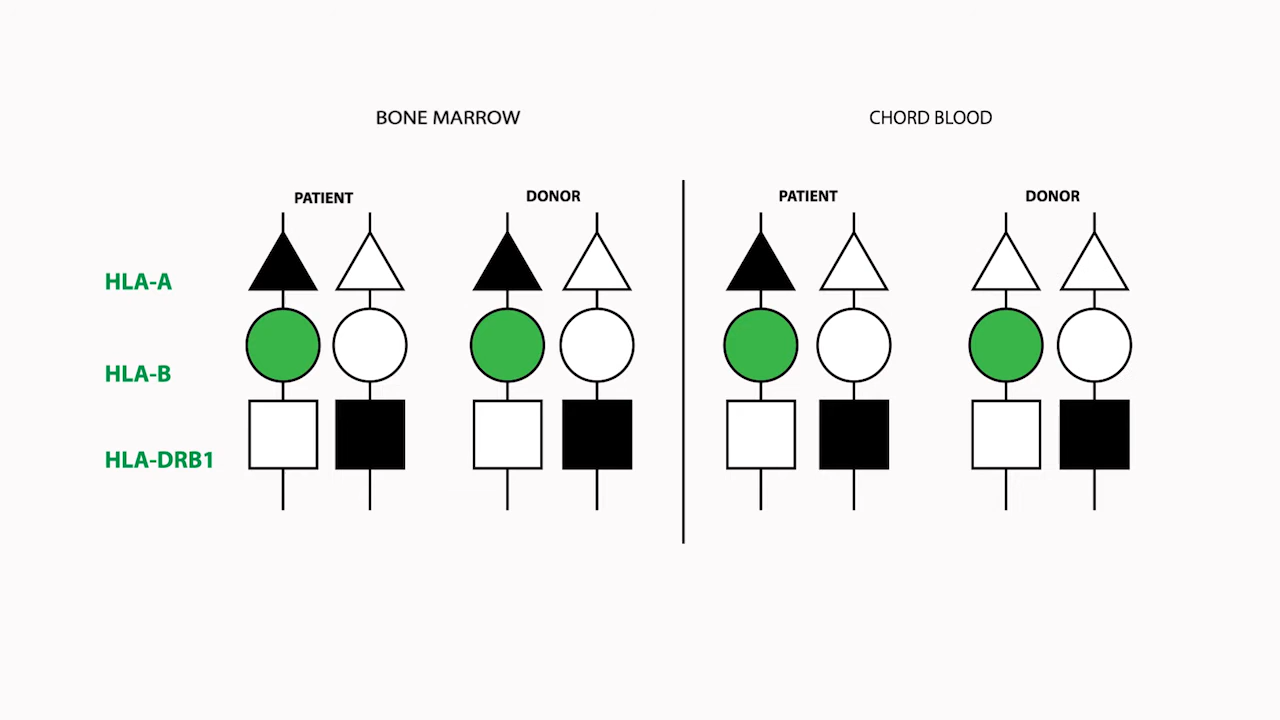 BONE MARROW
CHORD BLOOD
PATIENT
DONOR
PATIENT
DONOR
HLA-A
HLA-B
HLA-DRB1